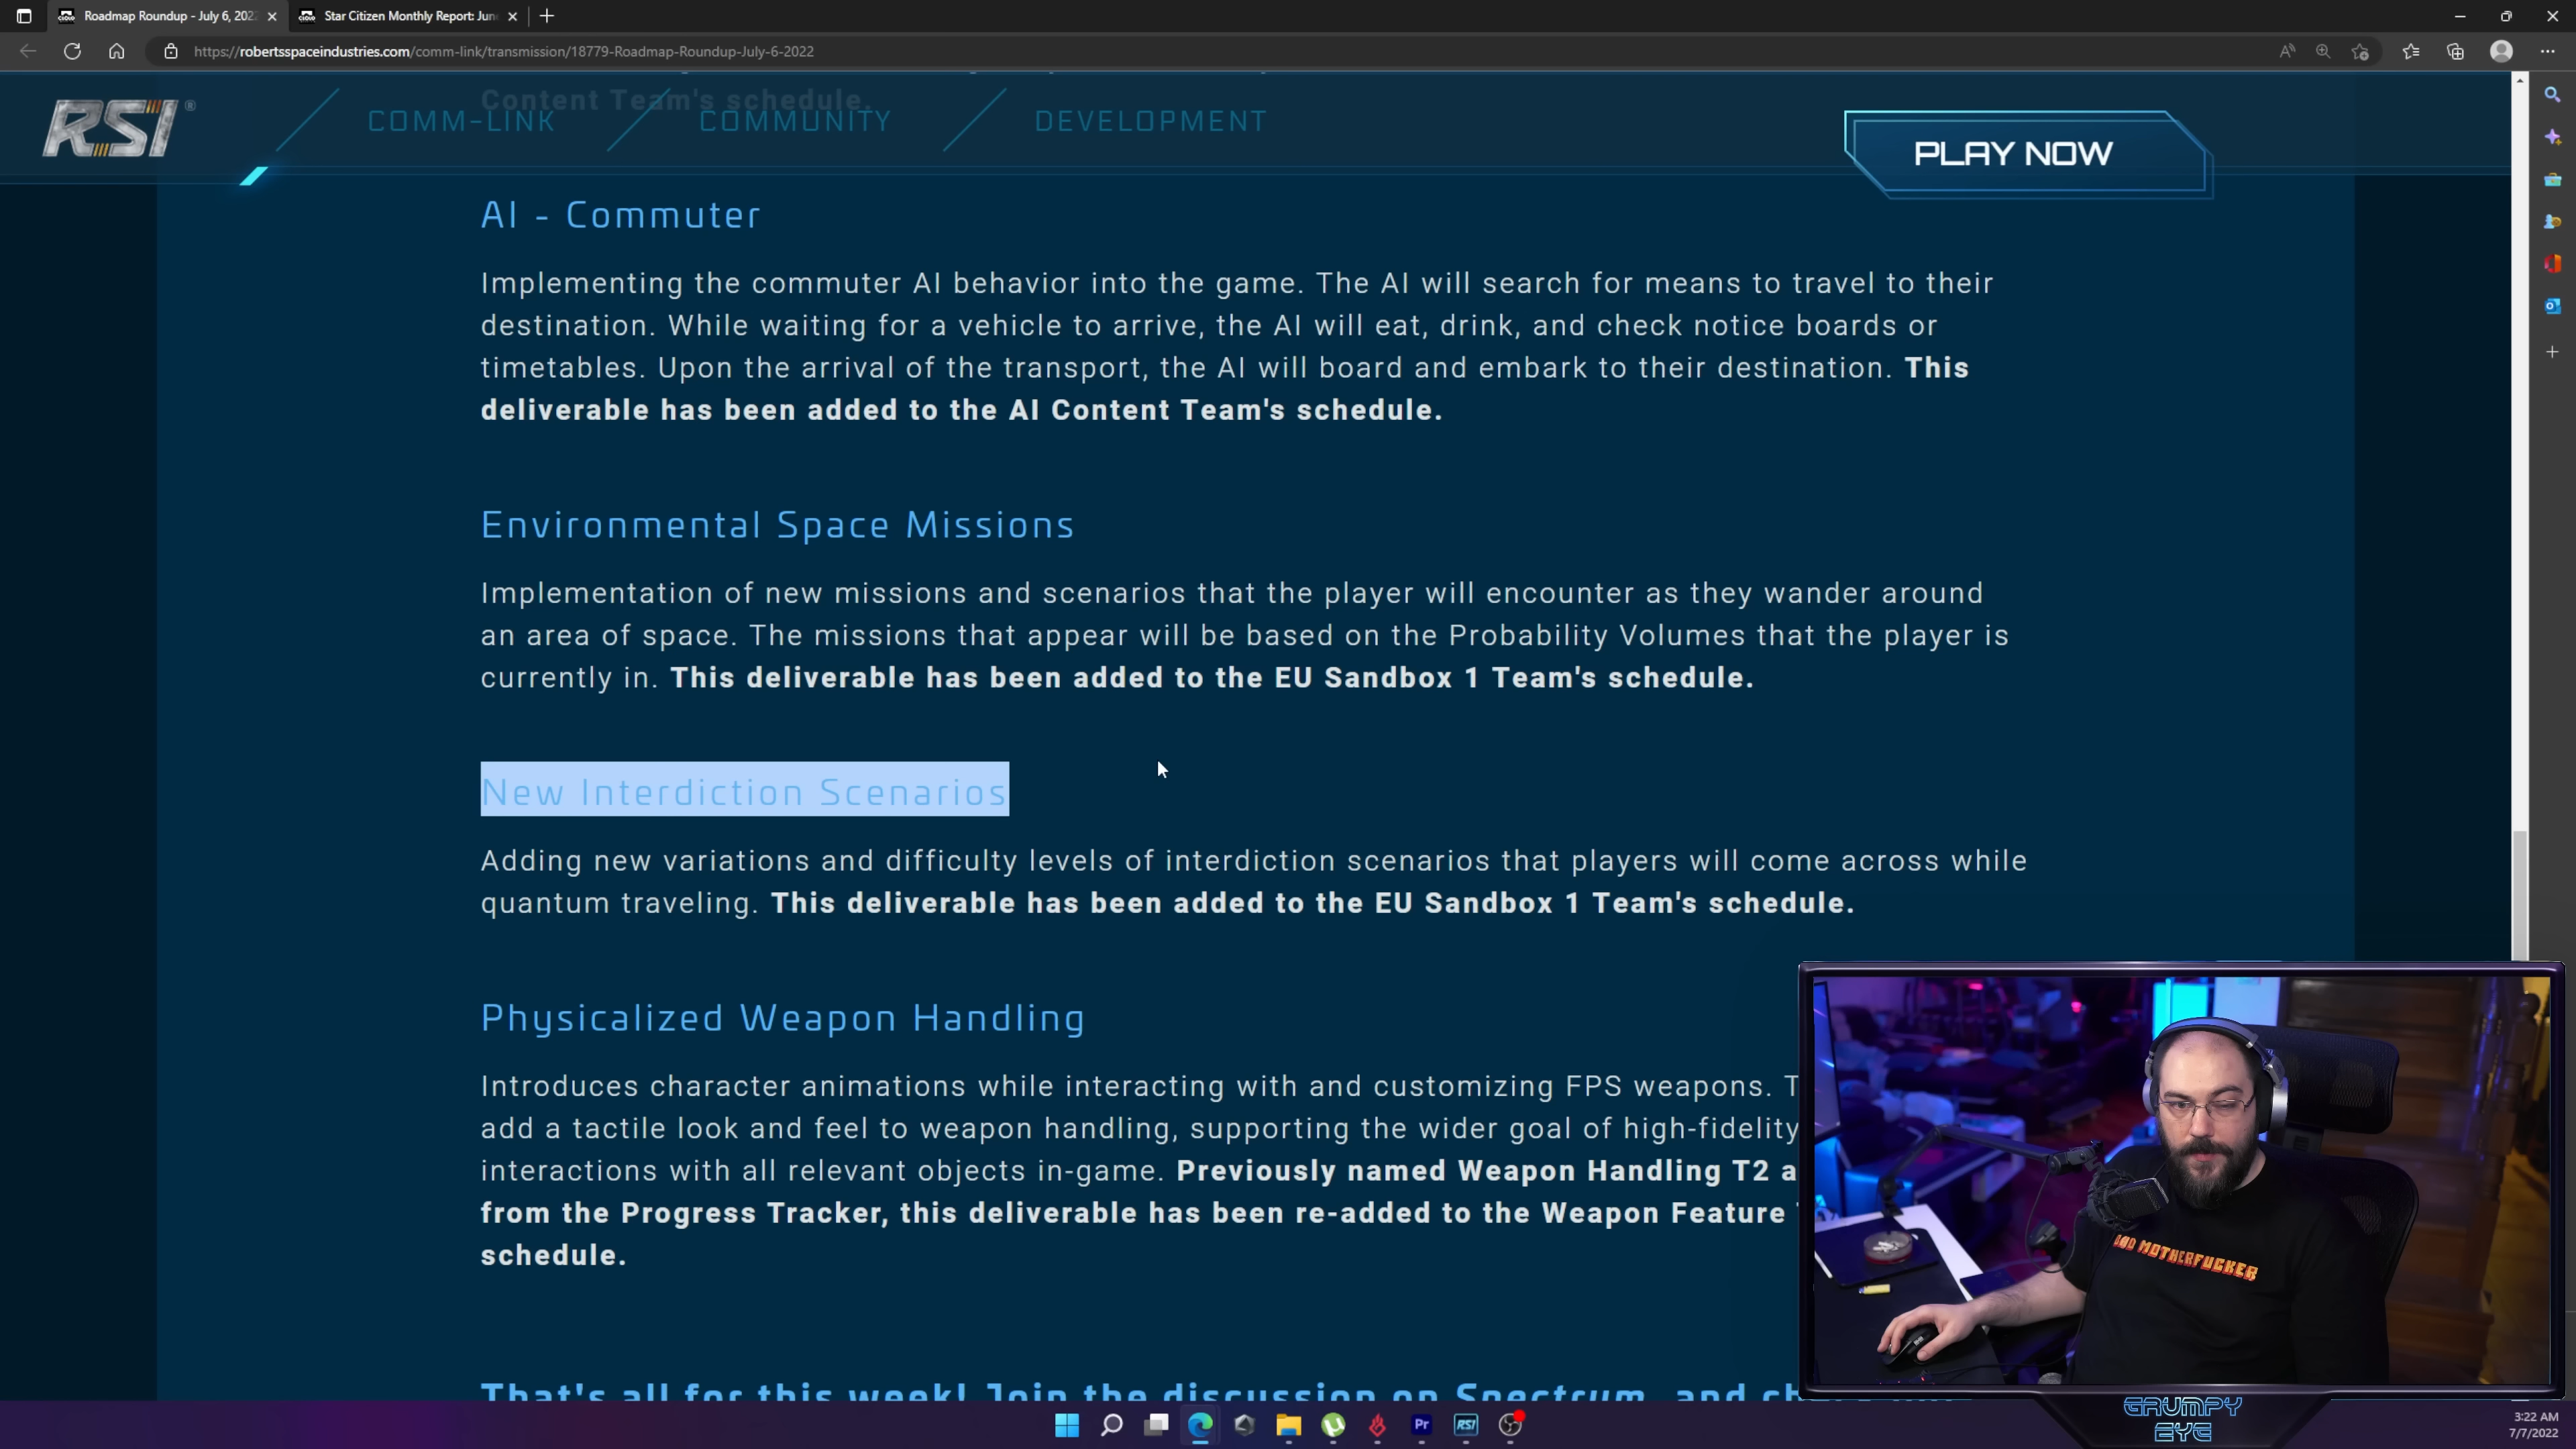 Roadmap Roundup - July 6, 202
Star Citizen Monthly Report: Jun
https://robertsspaceindustries.com/comm-link/transmission/18779-Roadmap-Roundup-July-6-2022
Content Team's schedule.
RSI ®
COMM-LINK
COMMUNITY
DEVELOPMENT
PLAY NOW
AI - Commuter
Implementing the commuter AI behavior into the game. The AI will search for means to travel to their
destination. While waiting for a vehicle to arrive, the AI will eat, drink, and check notice boards or
timetables. Upon the arrival of the transport, the AI will board and embark to their destination. This
deliverable has been added to the AI Content Team's schedule.
Environmental Space Missions
Implementation of new missions and scenarios that the player will encounter as they wander around
an area of space. The missions that appear will be based on the Probability Volumes that the player is
currently in. This deliverable has been added to the EU Sandbox 1 Team's schedule.
New Interdiction Scenarios
Adding new variations and difficulty levels of interdiction scenarios that players will come across while
quantum traveling. This deliverable has been added to the EU Sandbox 1 Team's schedule.
Physicalized Weapon Handling
Introduces character animations while interacting with and customizing FPS weapons. T
add a tactile look and feel to weapon handling, supporting the wider goal of high-fidelity
interactions with all relevant objects in-game. Previously named Weapon Handling T2 a
from the Progress Tracker, this deliverable has been re-added to the Weapon Feature
schedule.
That's all for this week! Join the discussion on Spectrum, and ch
MOTHERFUCKER
GRUMPY
EYE
Pr
RSI
3:22 AM
7/7/2022